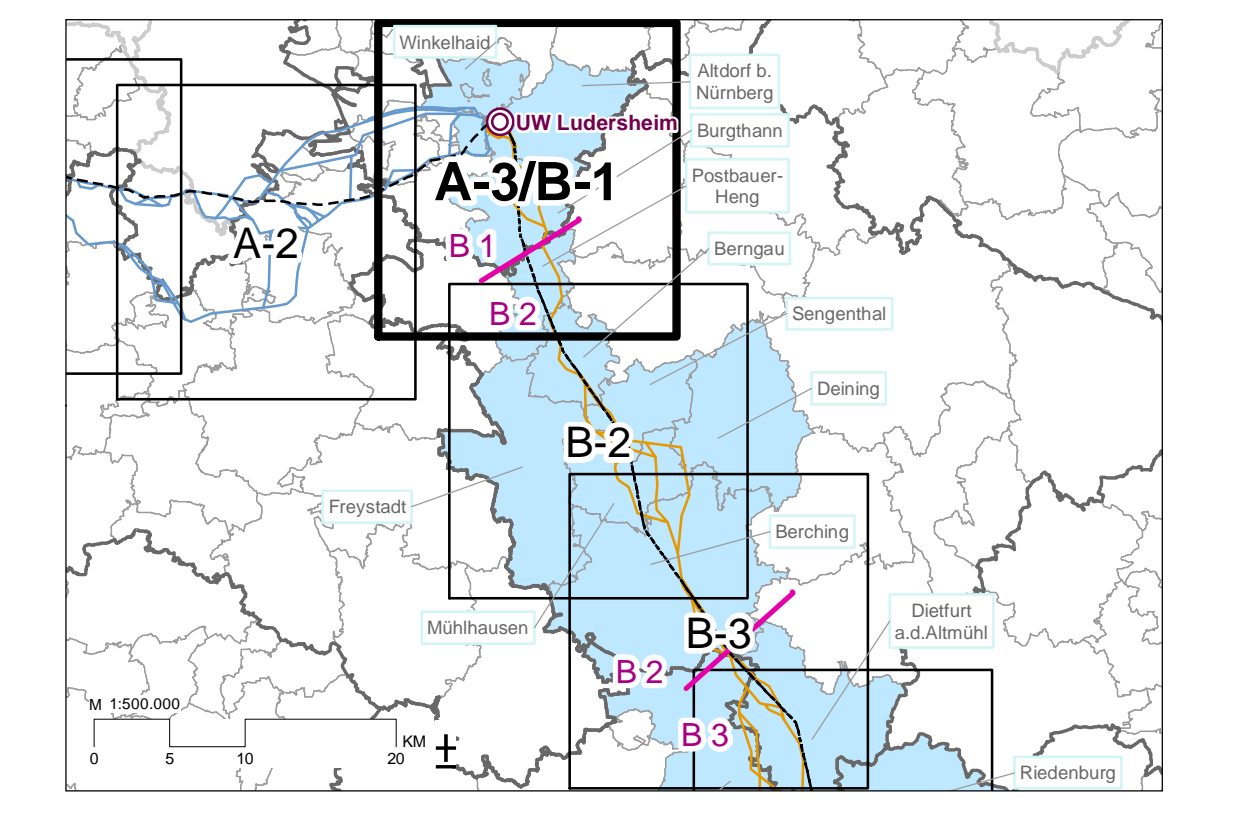 Winkelhaid
Altdorf b.
Nürnberg
UW Ludersheim
Burgthann
A-3/B-1
Postbauer-
Heng
A-2
B 1
Berngau
B 2
Sengenthal
Deining
B-2
Freystadt
Berching
Mühlhausen
Dietfurt
a.d.Altmühl
B-3
B 2
B 3
M 1:500.000
KM
0 5 10 20
Riedenburg